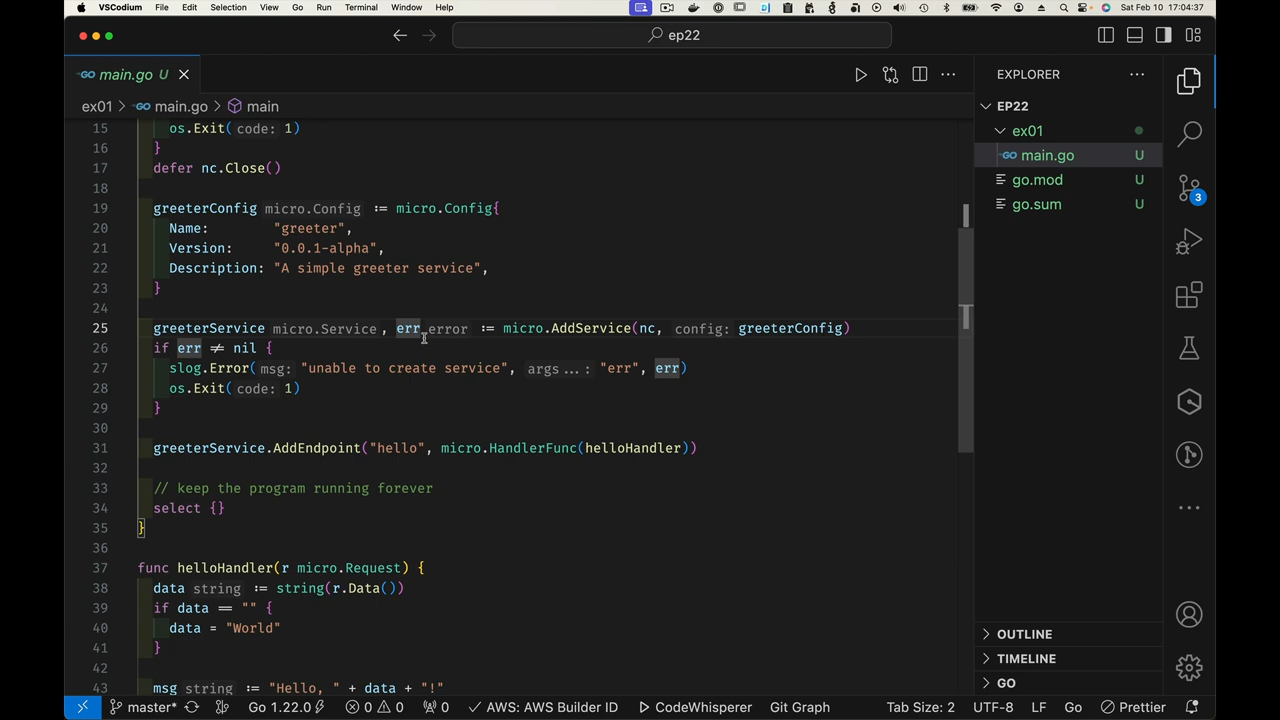 VSCodium File Edit Selection View Go Run Terminal Window Help Sat Feb 10 17:04:37
ep22
main.go U
ex01 > main.go > main
15 os.Exit( code: 1)
16 }
17 defer nc.Close()
18
19 greeterConfig micro.Config := micro.Config{
20 Name: "greeter",
21 Version: "0.0.1-alpha",
22 Description: "A simple greeter service",
23 }
24
25 greeterService micro.Service , err error := micro.AddService(nc, config: greeterConfig)
26 if err ≠ nil {
27 slog.Error( msg: "unable to create service", args...: "err", err)
28 os.Exit( code: 1)
29 }
30
31 greeterService.AddEndpoint("hello", micro.HandlerFunc(helloHandler))
32
33 // keep the program running forever
34 select {}
35 }
36
37 func helloHandler(r micro.Request) {
38 data string := string(r.Data())
39 if data == "" {
40 data = "World"
41 }
42
43 msg string := "Hello, " + data + "!"
EXPLORER
EP22
ex01
main.go U
go.mod U
go.sum U
3
OUTLINE
TIMELINE
GO
master* Go 1.22.0 0 0 0 AWS: AWS Builder ID CodeWhisperer Git Graph Tab Size: 2 UTF-8 LF Go Prettier